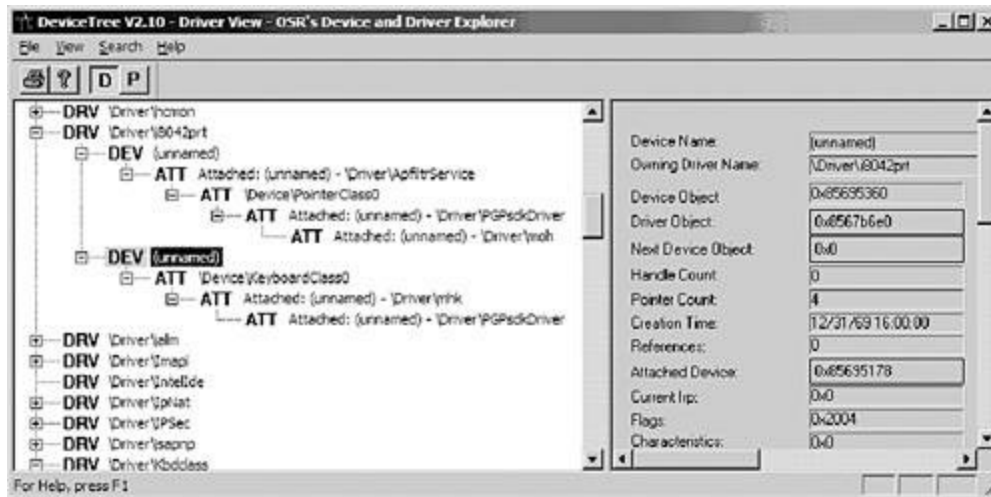 DeviceTree V2.10 - Driver View - OSR's Device and Driver Explorer
File View Search Help
D P
DRV \Driver\hcmon
DRV \Driver\i8042prt
DEV (unnamed)
ATT Attached: (unnamed) - \Driver\ApfiltrService
ATT \Device\PointerClass0
ATT Attached: (unnamed) - \Driver\PGPsdkDriver
ATT Attached: (unnamed) - \Driver\moh
DEV (unnamed)
ATT \Device\KeyboardClass0
ATT Attached: (unnamed) - \Driver\mhk
ATT Attached: (unnamed) - \Driver\PGPsdkDriver
DRV \Driver\ialm
DRV \Driver\Imapi
DRV \Driver\IntelIde
DRV \Driver\IpNat
DRV \Driver\IPSec
DRV \Driver\isapnp
DRV \Driver\Kbdclass
Device Name: (unnamed)
Owning Driver Name: \Driver\i8042prt
Device Object 0x85695360
Driver Object: 0x8567b6e0
Next Device Object: 0x0
Handle Count: 0
Pointer Count: 4
Creation Time: 12/31/69 16:00:00
References: 0
Attached Device: 0x85695178
Current Irp: 0x0
Flags: 0x2004
Characteristics: 0x0
For Help, press F1